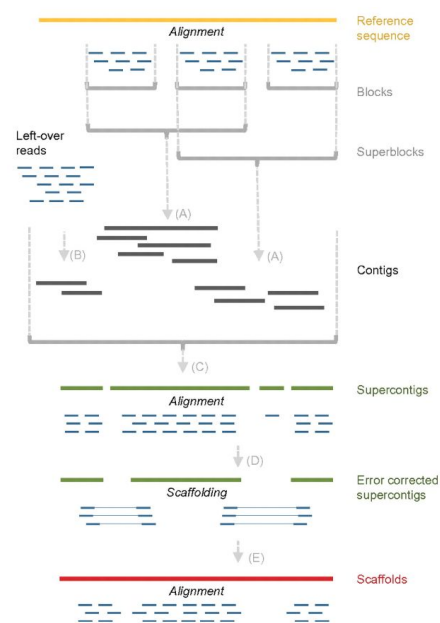 Reference
sequence
Alignment
Blocks
Superblocks
Left-over
reads
(A)
(B)
(A)
Contigs
(C)
Supercontigs
Alignment
(D)
Error corrected
supercontigs
Scaffolding
(E)
Scaffolds
Alignment